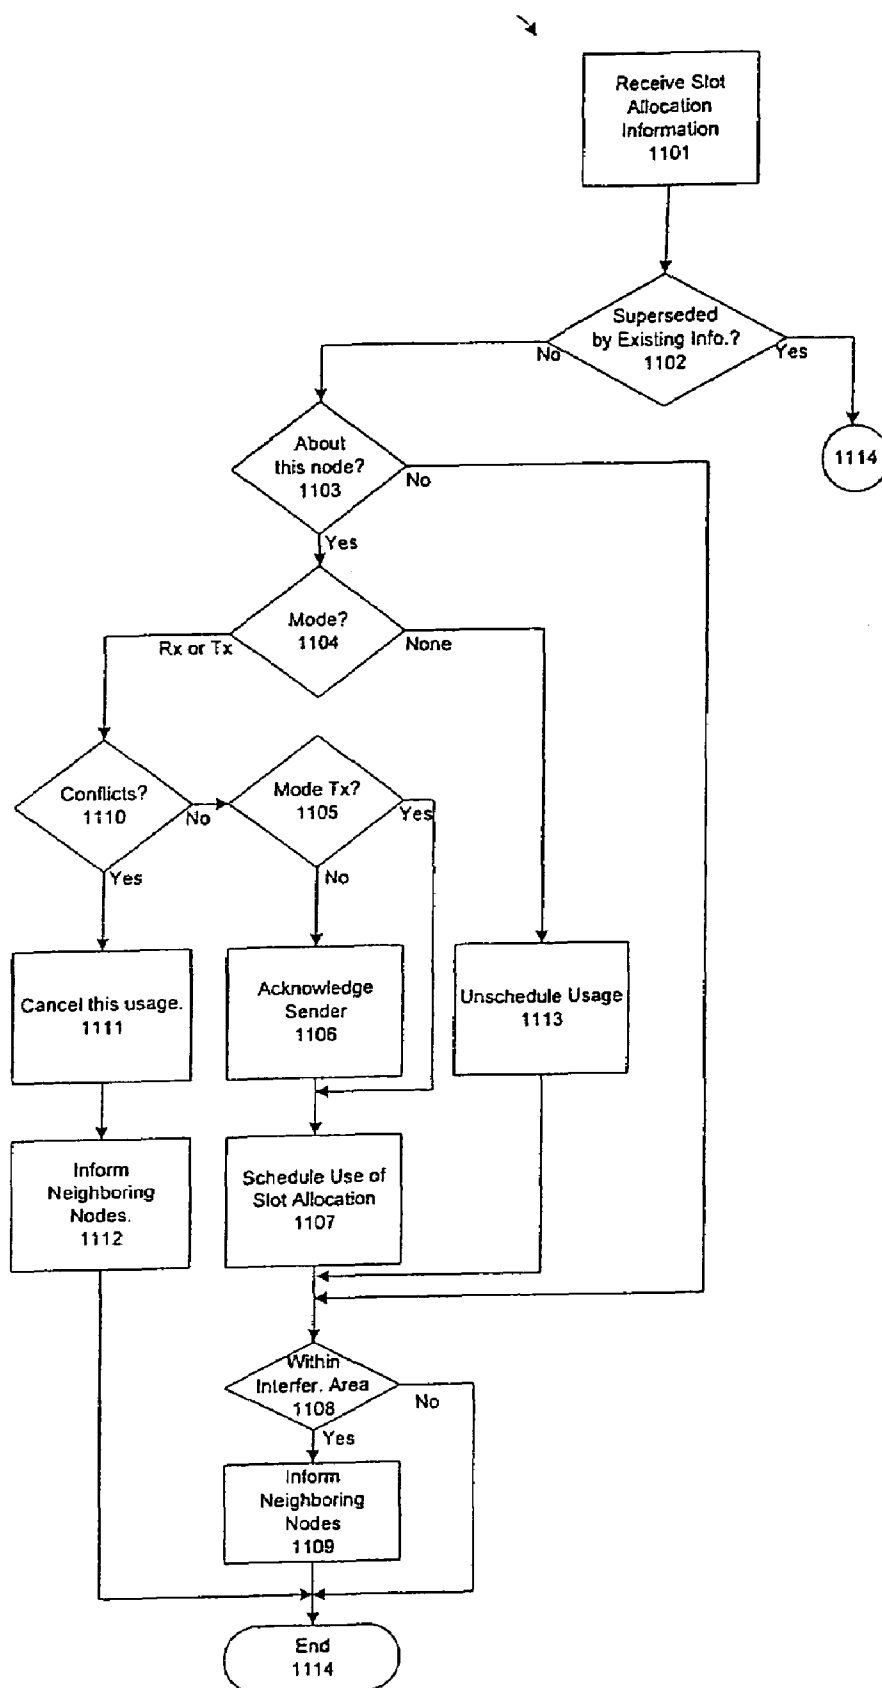 Receive Slot
Allocation
Information
1101
Superseded
by Existing Info.?
1102
No
Yes
1114
About
this node?
1103
No
Yes
Mode?
1104
Rx or Tx
None
Conflicts?
1110
No
Yes
Mode Tx?
1105
Yes
No
Cancel this usage.
1111
Acknowledge
Sender
1106
Unschedule Usage
1113
Inform
Neighboring
Nodes.
1112
Schedule Use of
Slot Allocation
1107
Within
Interfer. Area
1108
No
Yes
Inform
Neighboring
Nodes
1109
End
1114